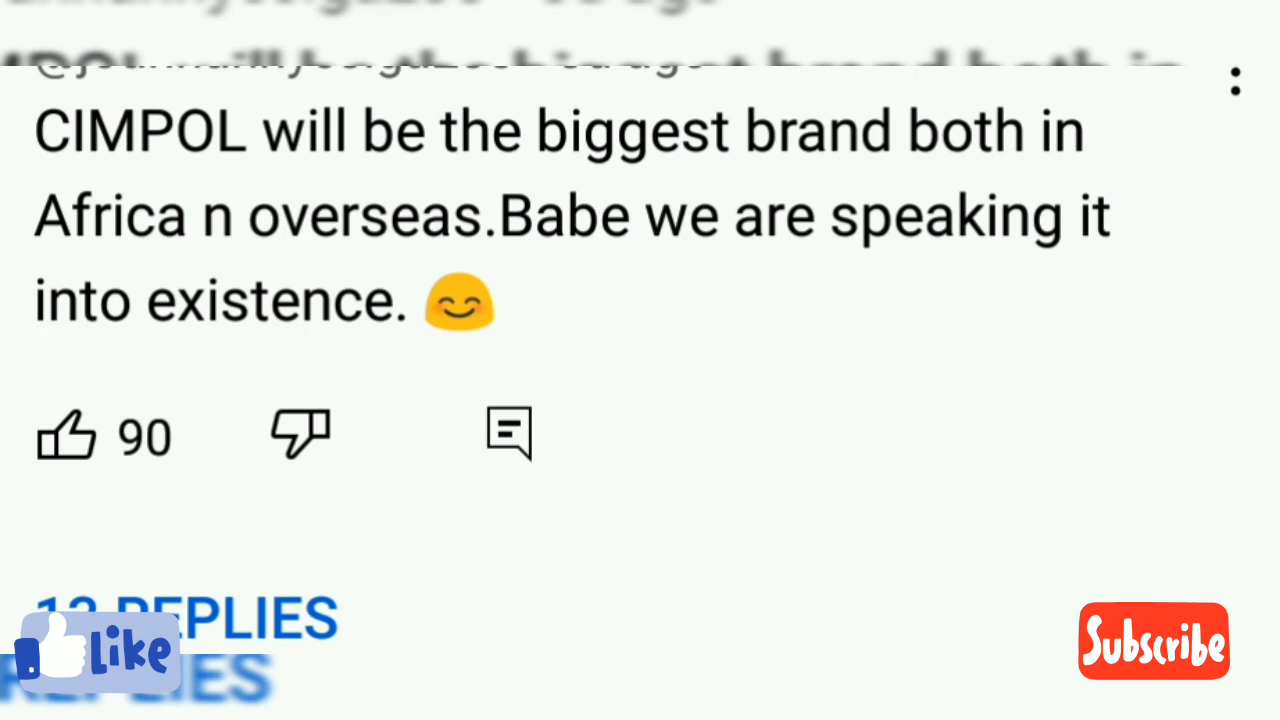 CIMPOL will be the biggest brand both in
Africa n overseas.Babe we are speaking it
into existence. 😊
90
REPLIES
Like
Subscribe